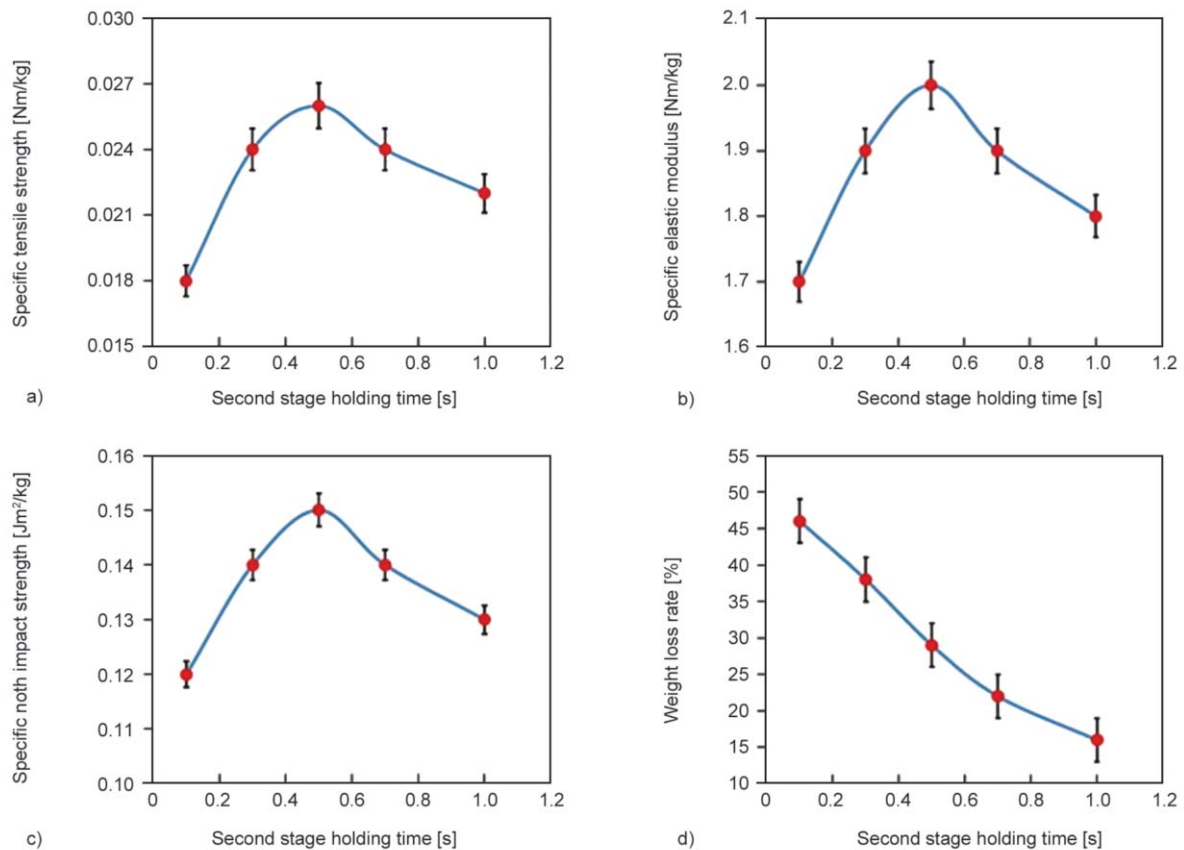 0.030
0.027
0.024
0.021
0.018
0.015
Specific tensile strength [Nm/kg]
0 0.2 0.4 0.6 0.8 1.0 1.2
Second stage holding time [s]
a)
2.1
2.0
1.9
1.8
1.7
1.6
Specific elastic modulus [Nm/kg]
0 0.2 0.4 0.6 0.8 1.0 1.2
Second stage holding time [s]
b)
0.16
0.15
0.14
0.13
0.12
0.11
0.10
Specific noth impact strength [Jm²/kg]
0 0.2 0.4 0.6 0.8 1.0 1.2
Second stage holding time [s]
c)
55
50
45
40
35
30
25
20
15
10
Weight loss rate [%]
0 0.2 0.4 0.6 0.8 1.0 1.2
Second stage holding time [s]
d)